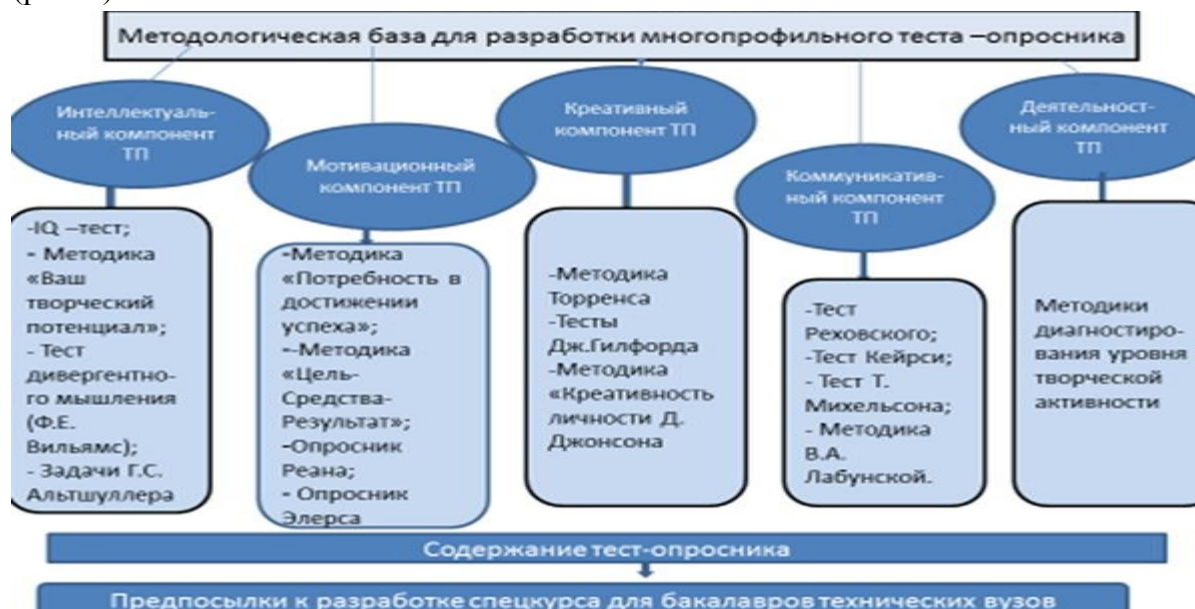 Методологическая база для разработки многопрофильного теста –опросника
Интеллектуаль-
ный компонент
ТП
Мотивационный
компонент ТП
Креативный
компонент ТП
Коммуникатив-
ный компонент
ТП
Деятельност-
ный компонент
ТП
-IQ –тест;
- Методика
«Ваш
творческий
потенциал»;
- Тест
дивергентно-
го мышления
(Ф.Е.
Вильямс);
- Задачи Г.С.
Альтшуллера
-Методика
«Потребность в
достижении
успеха»;
--Методика
«Цель-
Средства-
Результат»;
-Опросник
Реана;
- Опросник
Элерса
-Методика
Торренса
-Тесты
Дж.Гилфорда
-Методика
«Креативность
личности Д.
Джонсона
-Тест
Реховского;
-Тест Кейрси;
- Тест Т.
Михельсона;
- Методика
В.А.
Лабунской.
Методики
диагностиро-
вания уровня
творческой
активности
Содержание тест-опросника
Предпосылки к разработке спецкурса для бакалавров технических вузов